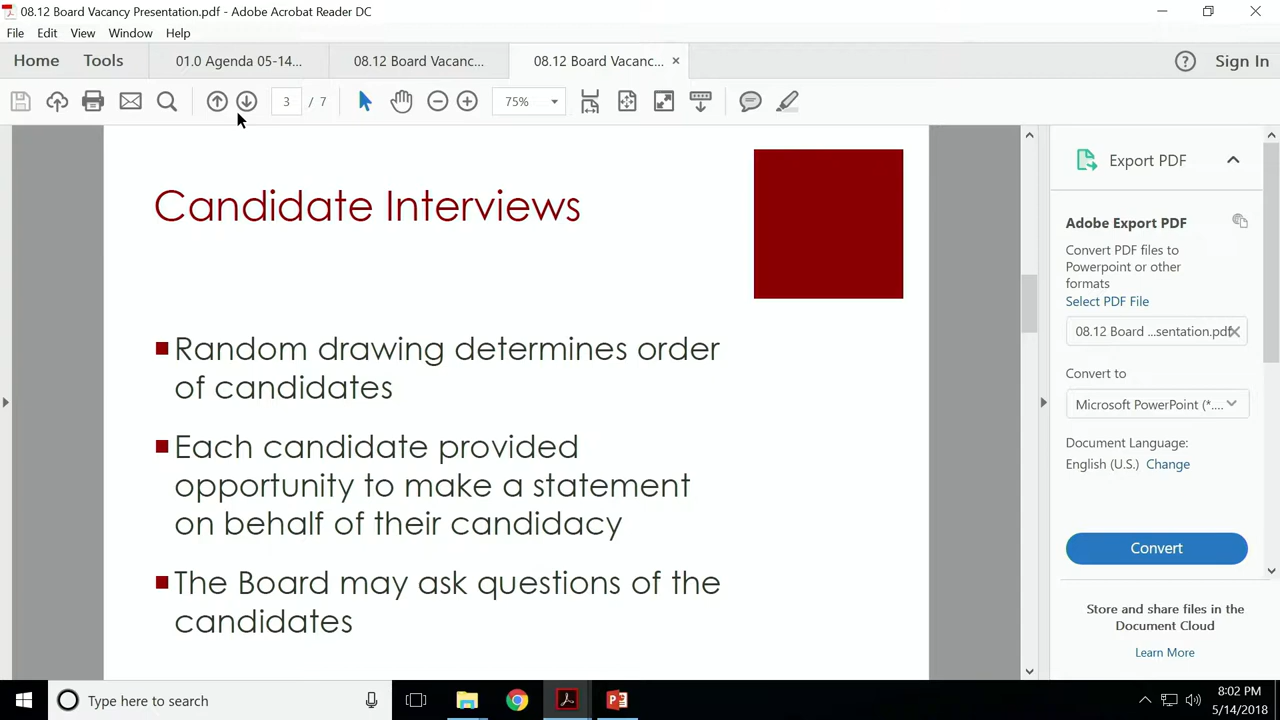 08.12 Board Vacancy Presentation.pdf - Adobe Acrobat Reader DC
File Edit View Window Help
Home Tools 01.0 Agenda 05-14... 08.12 Board Vacanc... 08.12 Board Vacanc... × Sign In
3 / 7 75%
Candidate Interviews
Random drawing determines order
of candidates
Each candidate provided
opportunity to make a statement
on behalf of their candidacy
The Board may ask questions of the
candidates
Export PDF
Adobe Export PDF
Convert PDF files to
Powerpoint or other
formats
Select PDF File
08.12 Board ...sentation.pdf
Convert to
Microsoft PowerPoint (*....
Document Language:
English (U.S.) Change
Convert
Store and share files in the
Document Cloud
Learn More
Type here to search
8:02 PM
5/14/2018